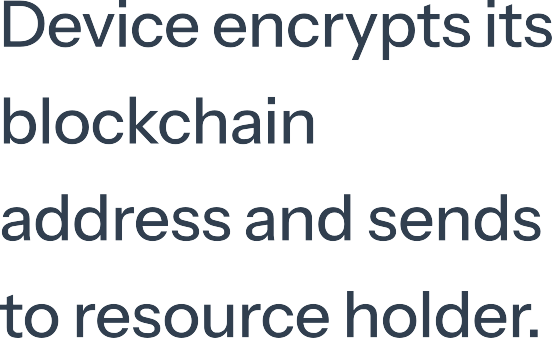 Device encrypts its
blockchain
address and sends
to resource holder.